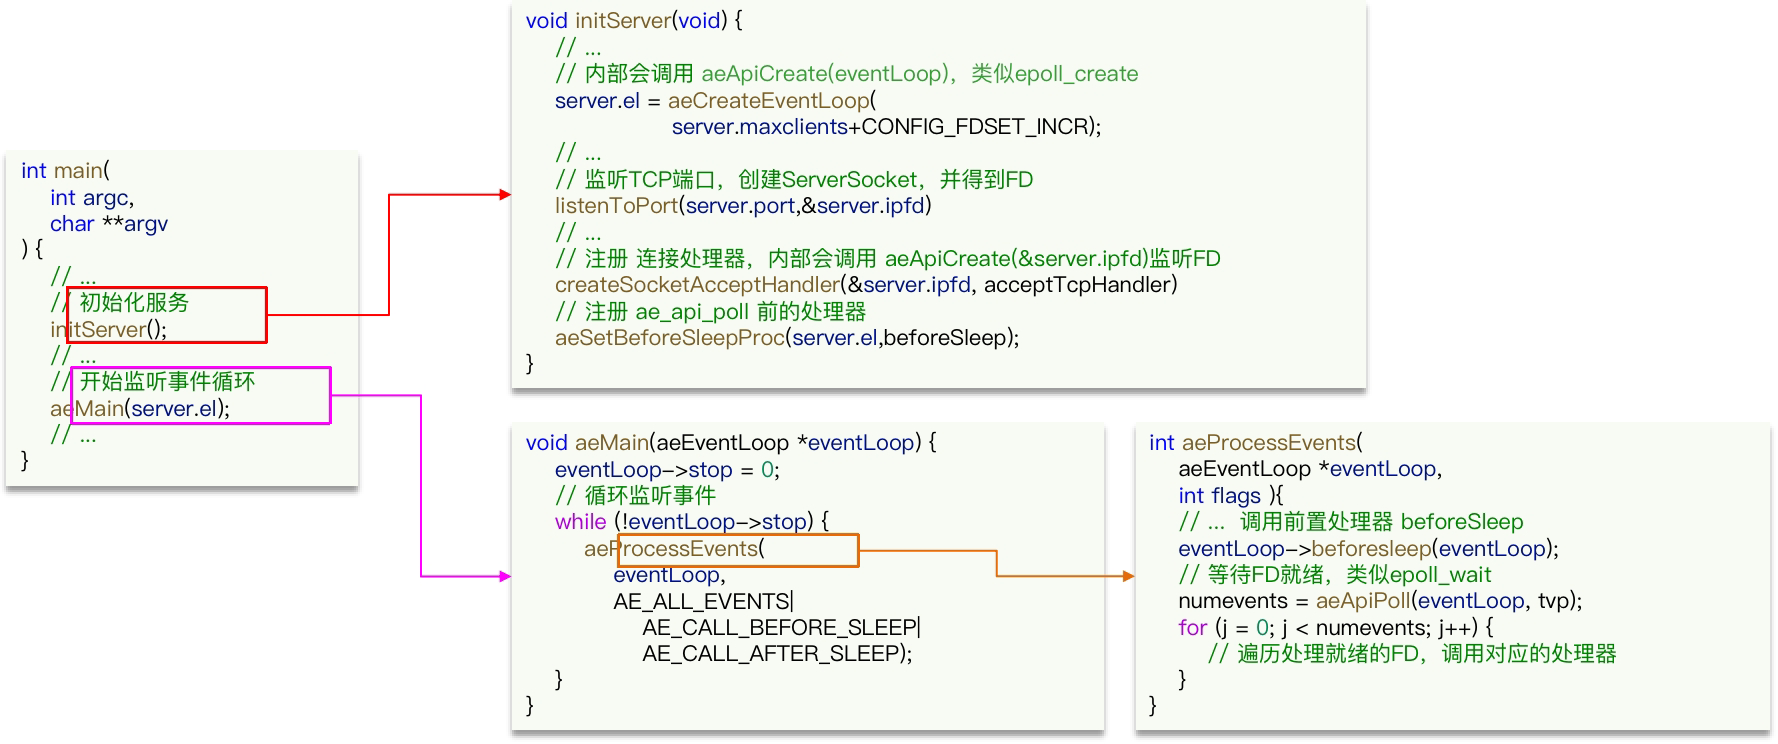 int main(
int argc,
char **argv
) {
// ...
// 初始化服务
initServer();
// ...
// 开始监听事件循环
aeMain(server.el);
// ...
}
void initServer(void) {
// ...
// 内部会调用 aeApiCreate(eventLoop)，类似epoll_create
server.el = aeCreateEventLoop(
server.maxclients+CONFIG_FDSET_INCR);
// ...
// 监听TCP端口，创建ServerSocket，并得到FD
listenToPort(server.port,&server.ipfd)
// ...
// 注册 连接处理器，内部会调用 aeApiCreate(&server.ipfd)监听FD
createSocketAcceptHandler(&server.ipfd, acceptTcpHandler)
// 注册 ae_api_poll 前的处理器
aeSetBeforeSleepProc(server.el,beforeSleep);
}
void aeMain(aeEventLoop *eventLoop) {
eventLoop->stop = 0;
// 循环监听事件
while (!eventLoop->stop) {
aeProcessEvents(
eventLoop,
AE_ALL_EVENTS|
AE_CALL_BEFORE_SLEEP|
AE_CALL_AFTER_SLEEP);
}
}
int aeProcessEvents(
aeEventLoop *eventLoop,
int flags ){
// ... 调用前置处理器 beforeSleep
eventLoop->beforesleep(eventLoop);
// 等待FD就绪，类似epoll_wait
numevents = aeApiPoll(eventLoop, tvp);
for (j = 0; j < numevents; j++) {
// 遍历处理就绪的FD，调用对应的处理器
}
}